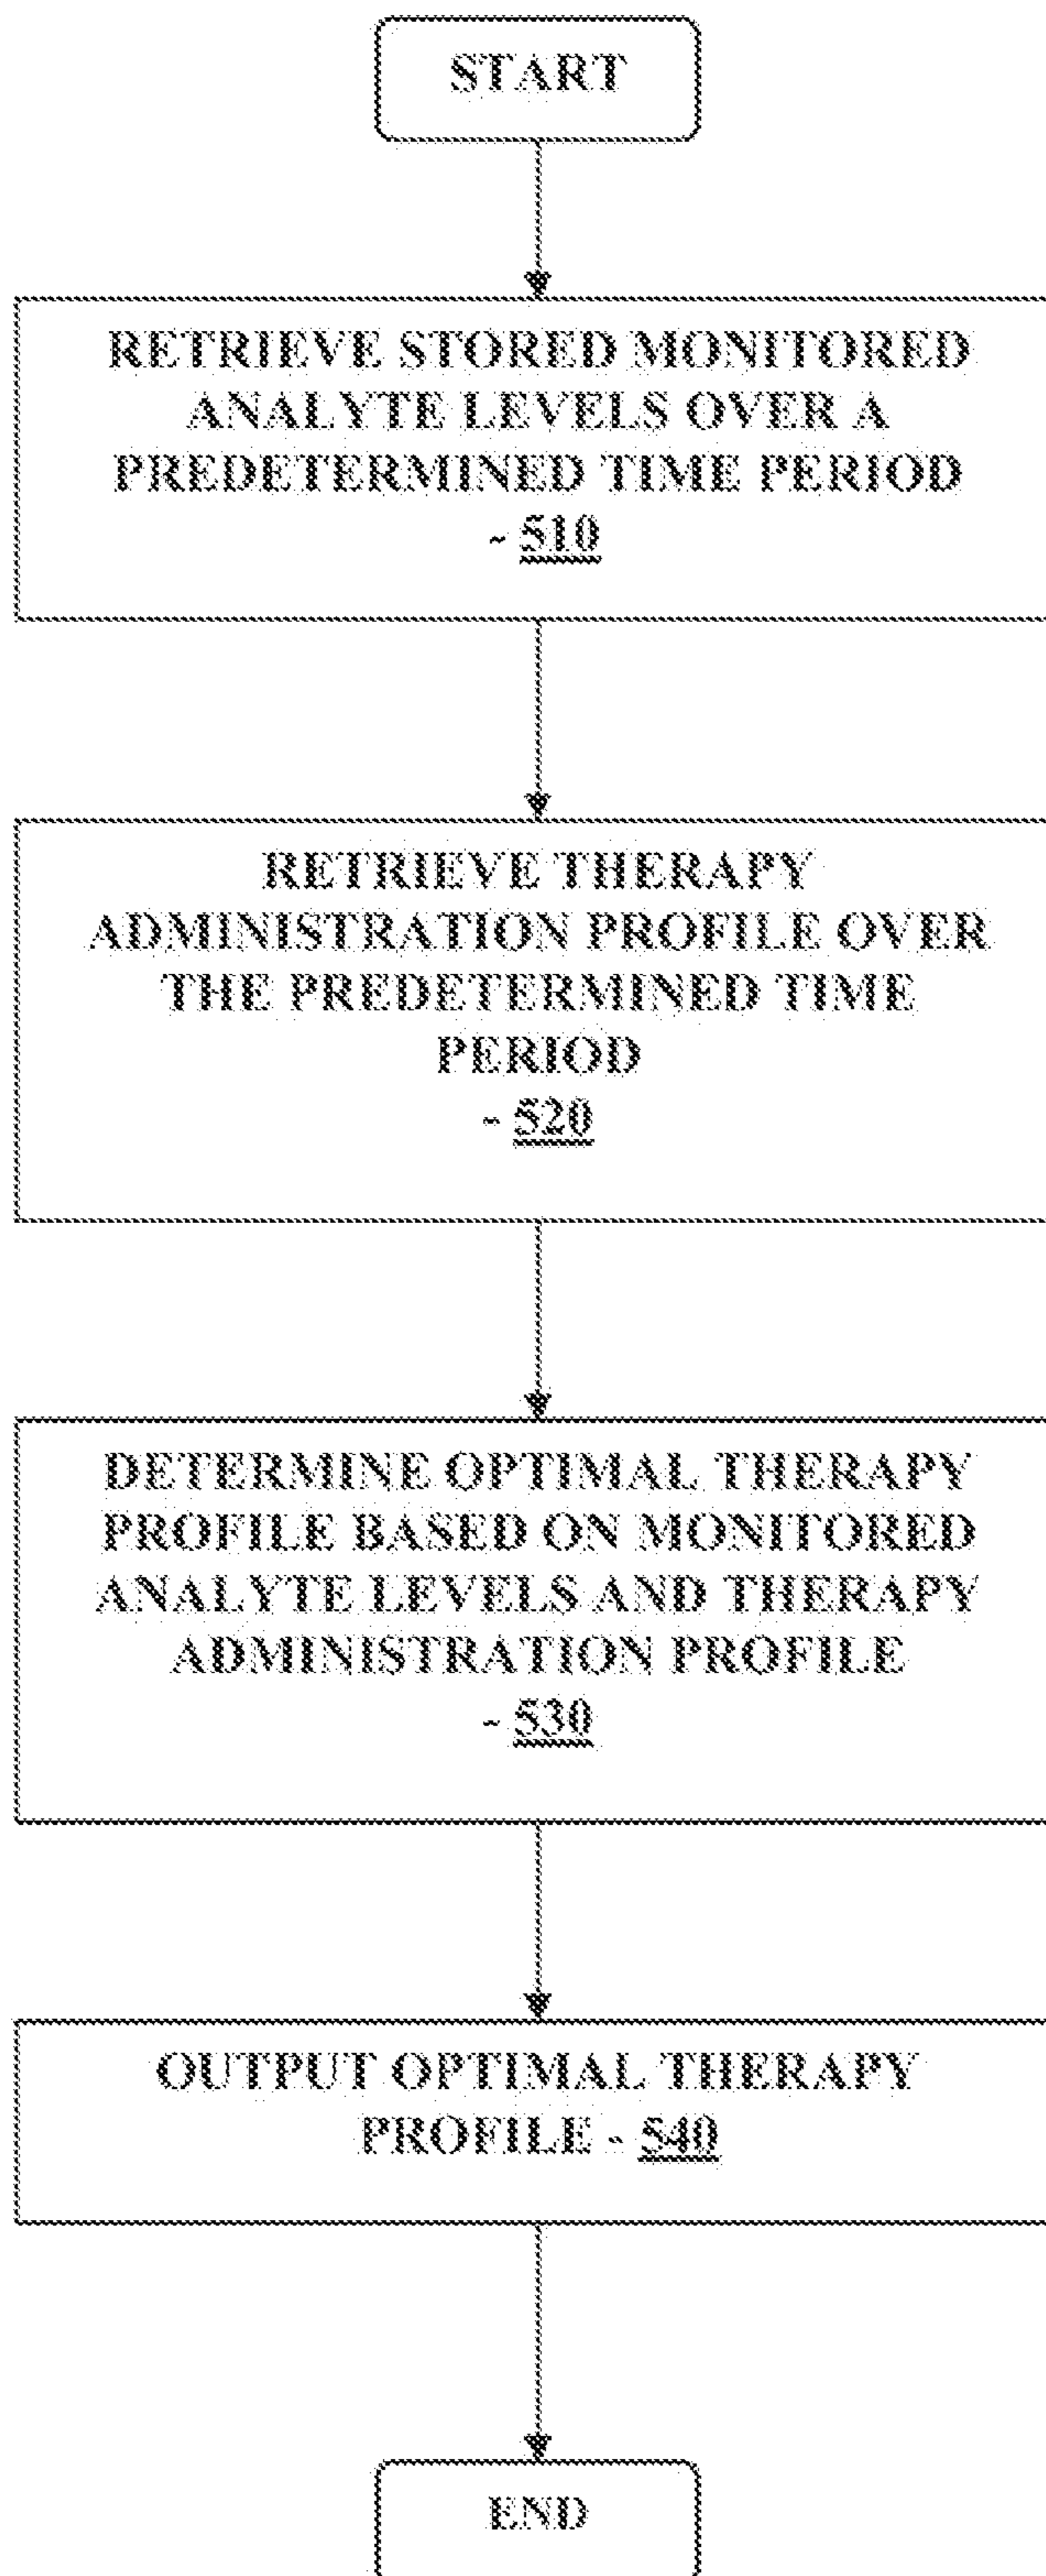 START
RETRIEVE STORED MONITORED
ANALYTE LEVELS OVER A
PREDETERMINED TIME PERIOD
- 510
RETRIEVE THERAPY
ADMINISTRATION PROFILE OVER
THE PREDETERMINED TIME
PERIOD
- 520
DETERMINE OPTIMAL THERAPY
PROFILE BASED ON MONITORED
ANALYTE LEVELS AND THERAPY
ADMINISTRATION PROFILE
- 530
OUTPUT OPTIMAL THERAPY
PROFILE - 540
END